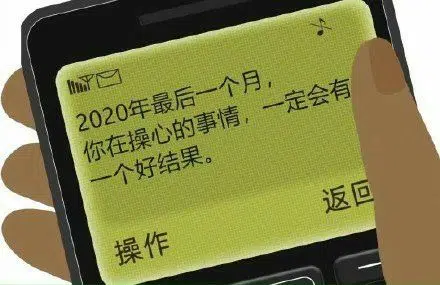 2020年最后一个月，
你在操心的事情，一定会有
一个好结果。
返回
操作